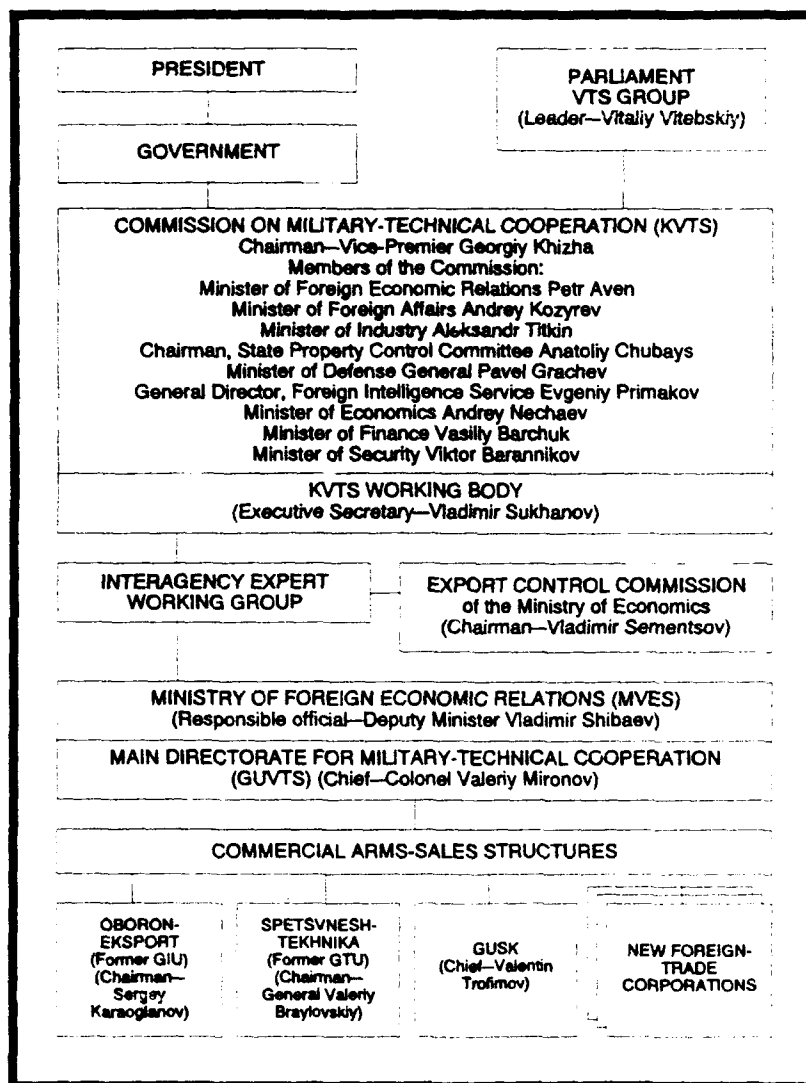 PRESIDENT
GOVERNMENT
PARLIAMENT
VTS GROUP
(Leader—Vitaliy Vitebskiy)
COMMISSION ON MILITARY-TECHNICAL COOPERATION (KVTS)
Chairman—Vice-Premier Georgiy Khizha
Members of the Commission:
Minister of Foreign Economic Relations Petr Aven
Minister of Foreign Affairs Andrey Kozyrev
Minister of Industry Aleksandr Titkin
Chairman, State Property Control Committee Anatoliy Chubays
Minister of Defense General Pavel Grachev
General Director, Foreign Intelligence Service Evgeniy Primakov
Minister of Economics Andrey Nechaev
Minister of Finance Vasiliy Barchuk
Minister of Security Viktor Barannikov
KVTS WORKING BODY
(Executive Secretary—Vladimir Sukhanov)
INTERAGENCY EXPERT
WORKING GROUP
EXPORT CONTROL COMMISSION
of the Ministry of Economics
(Chairman—Vladimir Sementsov)
MINISTRY OF FOREIGN ECONOMIC RELATIONS (MVES)
(Responsible official—Deputy Minister Vladimir Shibaev)
MAIN DIRECTORATE FOR MILITARY-TECHNICAL COOPERATION
(GUVTS) (Chief—Colonel Valeriy Mironov)
COMMERCIAL ARMS-SALES STRUCTURES
OBORON-
EKSPORT
(Former GIU)
(Chairman—
Sergey
Karaoglanov)
SPETSVNESH-
TEKHNIKA
(Former GTU)
(Chairman—
General Valeriy
Braylovskiy)
GUSK
(Chief—Valentin
Trofimov)
NEW FOREIGN-
TRADE
CORPORATIONS